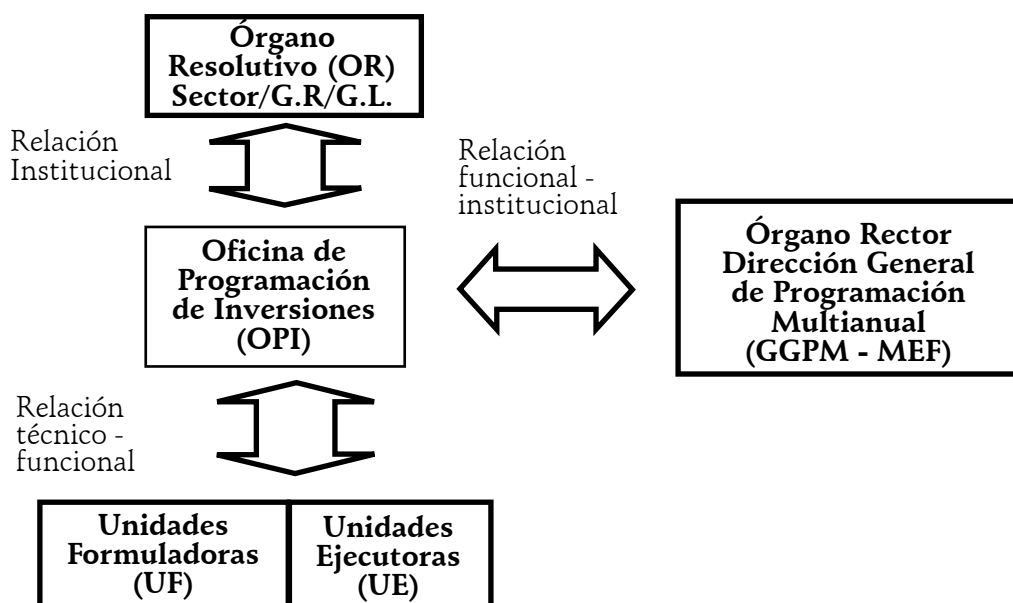 Órgano
Resolutivo (OR)
Sector/G.R/G.L.
Relación
Institucional
Relación
funcional -
institucional
Oficina de
Programación
de Inversiones
(OPI)
Órgano Rector
Dirección General
de Programación
Multianual
(GGPM - MEF)
Relación
técnico -
funcional
Unidades
Formuladoras
(UF)
Unidades
Ejecutoras
(UE)